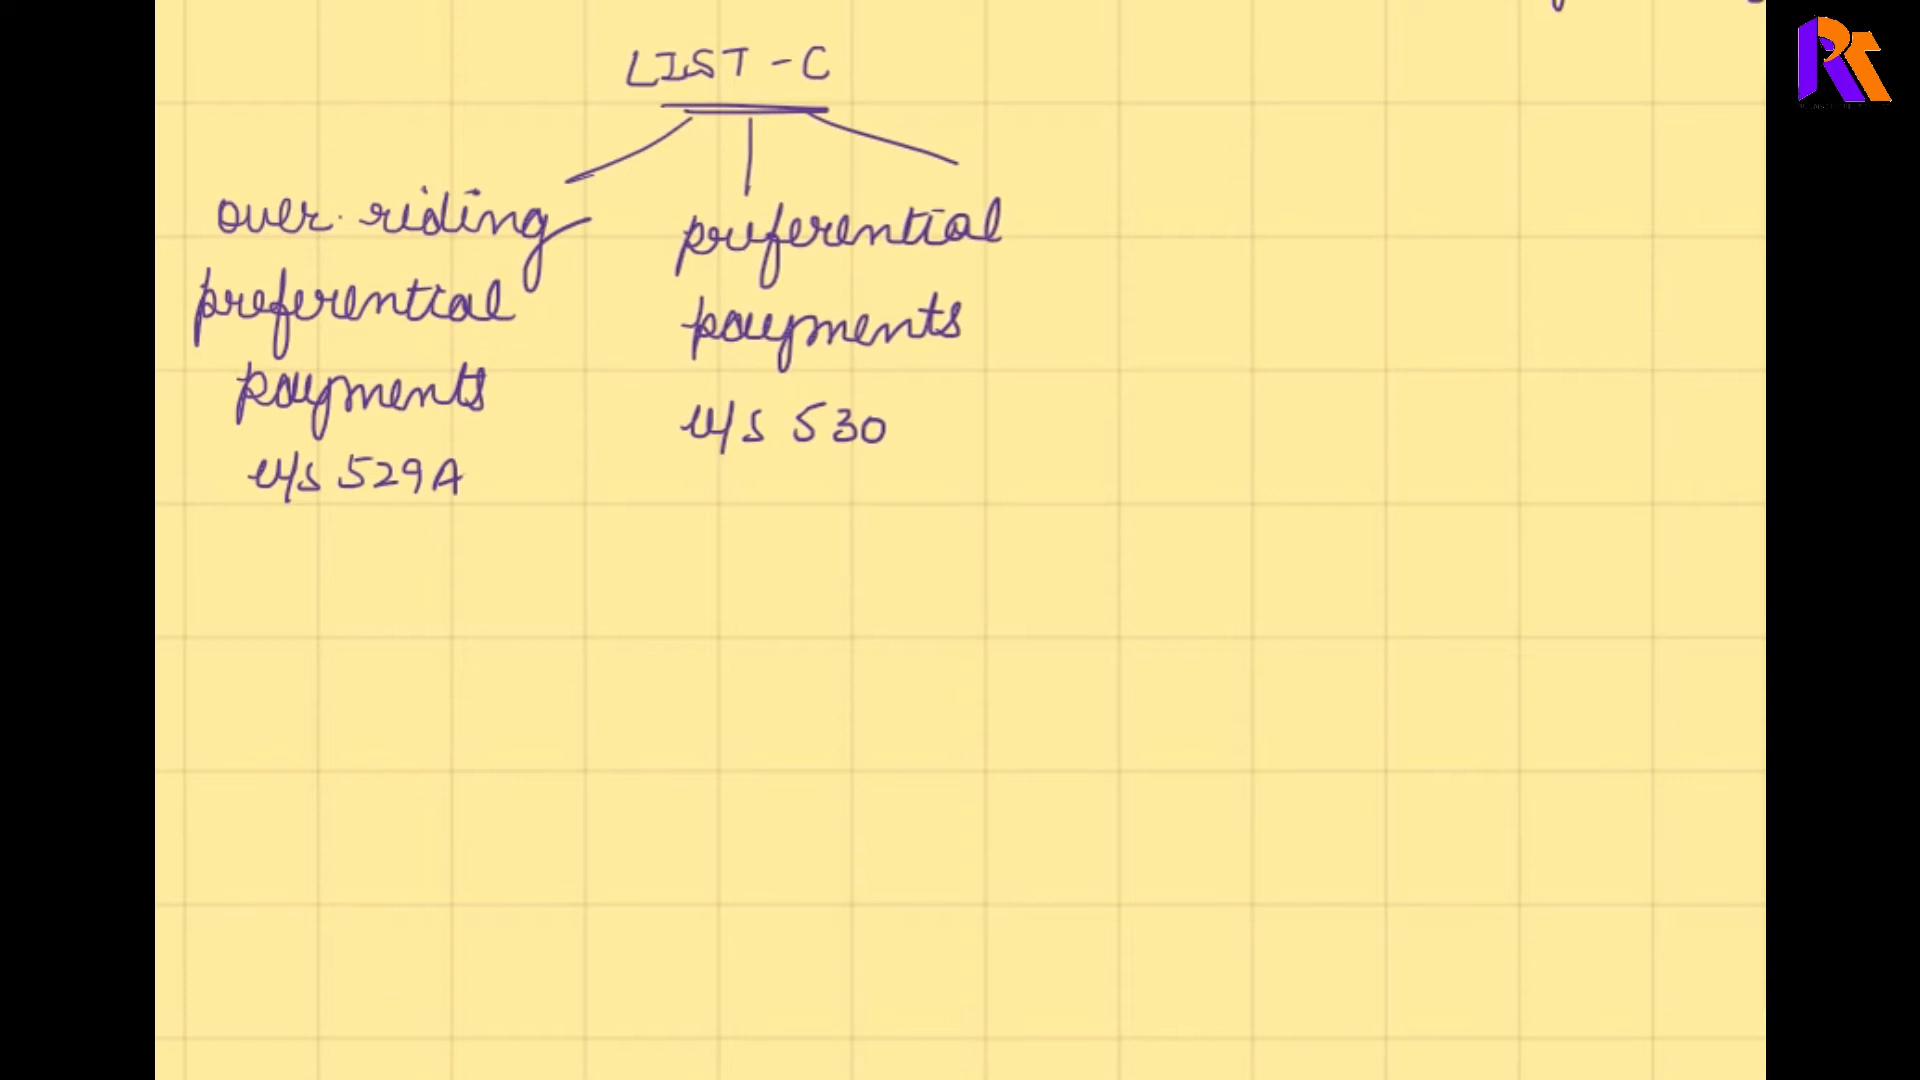 LIST - C
over-riding
preferential
payments
u/s 529A
preferential
payments
u/s 530